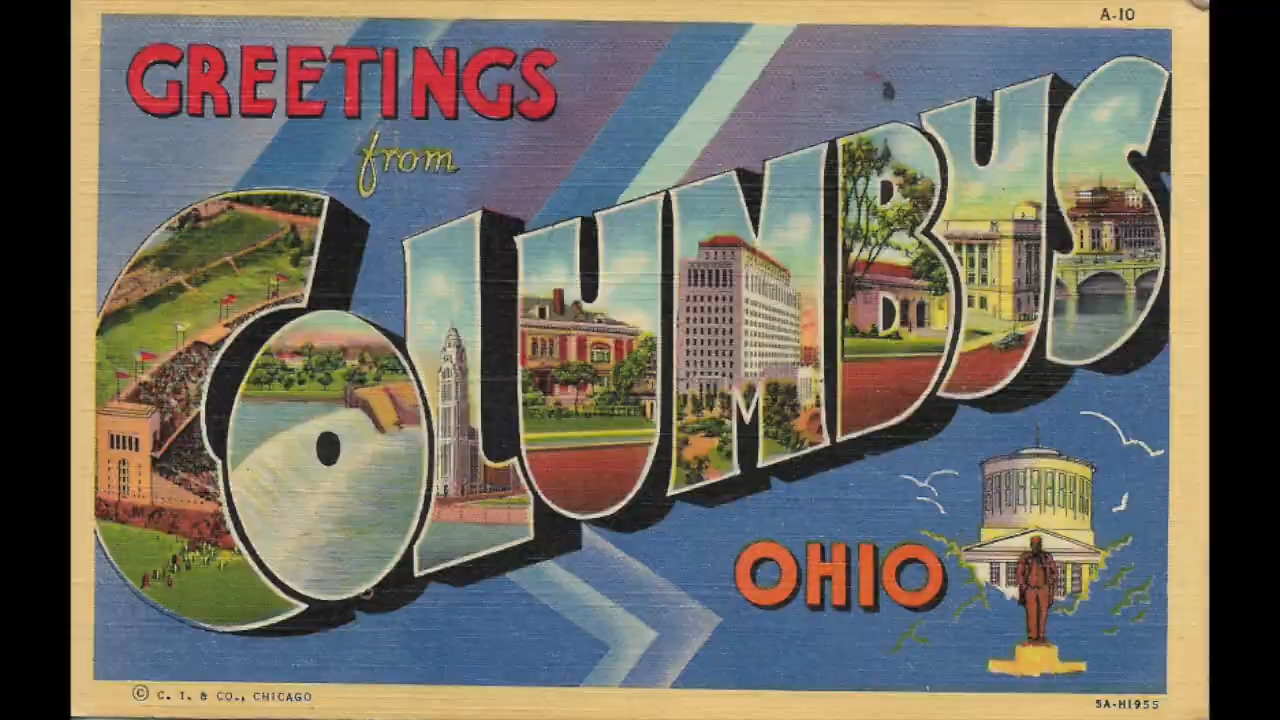 A-10
GREETINGS
from
COLUMBUS
OHIO
© C. T. & CO., CHICAGO
5A-H1955